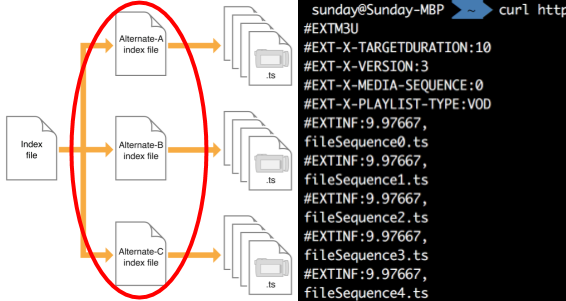 Index
file
Alternate-A
index file
.ts
Alternate-B
index file
.ts
Alternate-C
index file
.ts
sunday@Sunday-MBP ~ curl http
#EXTM3U
#EXT-X-TARGETDURATION:10
#EXT-X-VERSION:3
#EXT-X-MEDIA-SEQUENCE:0
#EXT-X-PLAYLIST-TYPE:VOD
#EXTINF:9.97667,
fileSequence0.ts
#EXTINF:9.97667,
fileSequence1.ts
#EXTINF:9.97667,
fileSequence2.ts
#EXTINF:9.97667,
fileSequence3.ts
#EXTINF:9.97667,
fileSequence4.ts